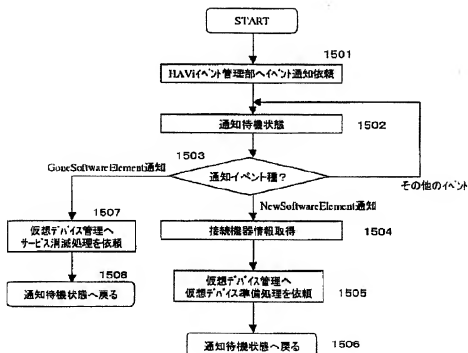 START
1501
HAViイベント管理部へイベント通知依頼
通知待機状態
1502
1503
GoneSoftwareElement通知
通知イベント種？
その他のイベント
NewSoftwareElement通知
1507
仮想デバイス管理へ
サービス消滅処理を依頼
接続機器情報取得
1504
1508
通知待機状態へ戻る
仮想デバイス管理へ
仮想デバイス準備処理を依頼
1505
通知待機状態へ戻る
1506